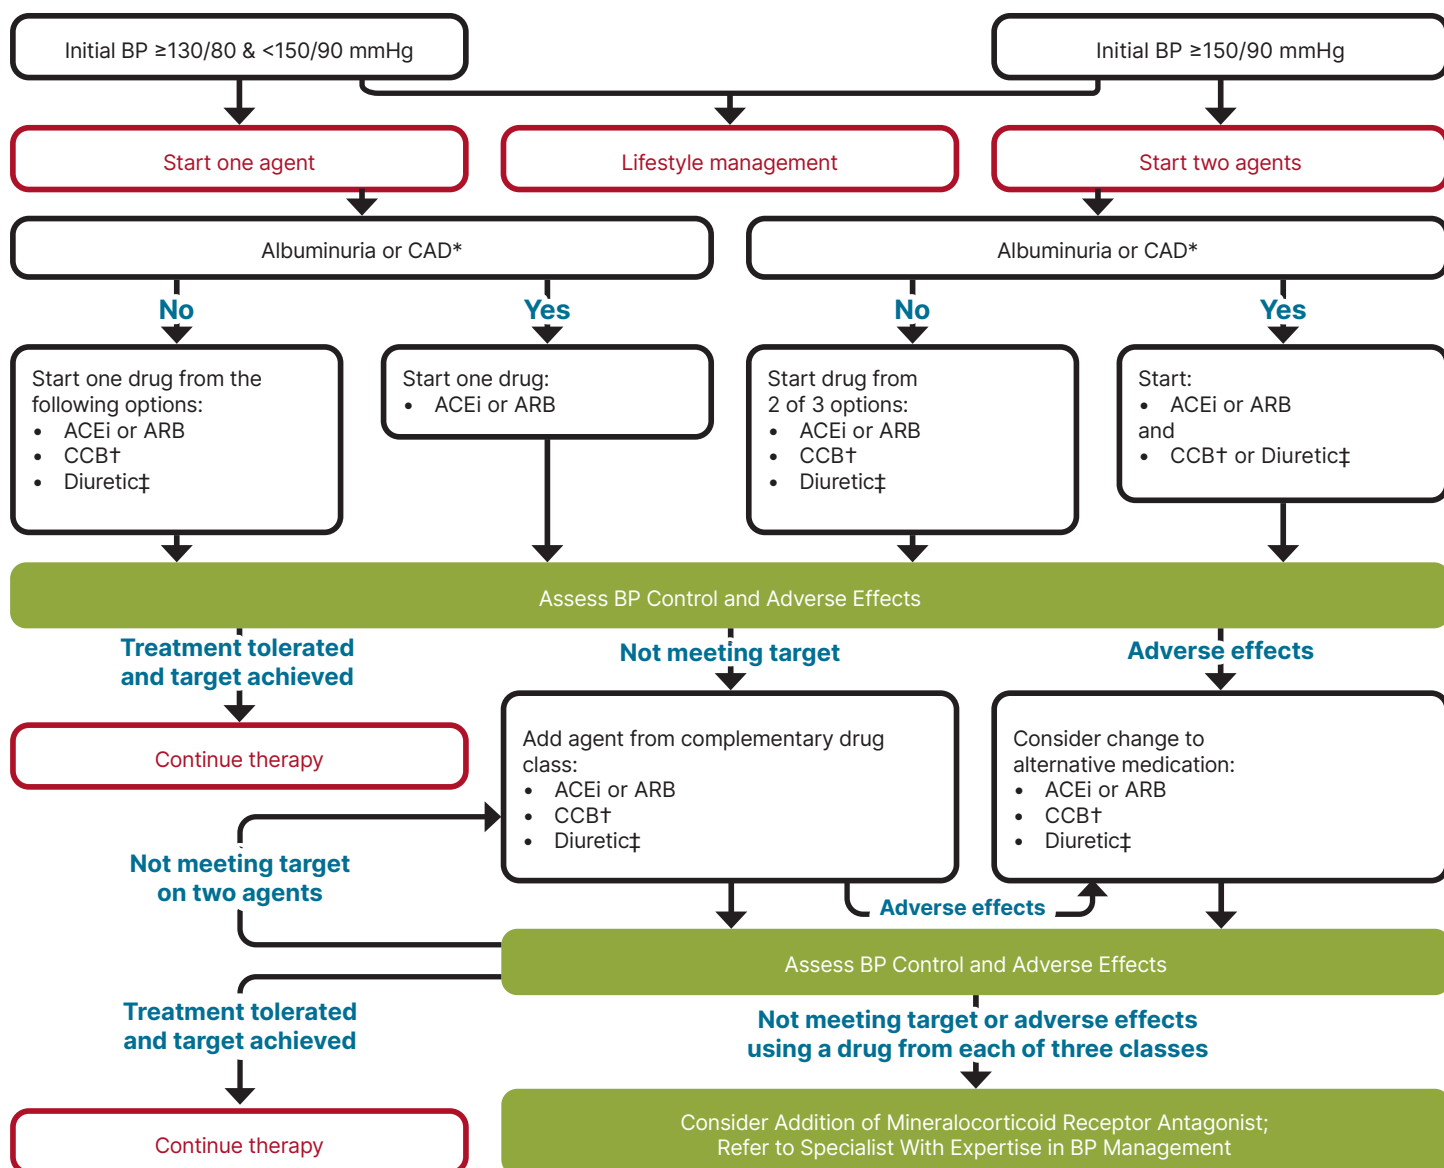 Initial BP ≥130/80 & <150/90 mmHg
Initial BP ≥150/90 mmHg
Start one agent
Lifestyle management
Start two agents
Albuminuria or CAD*
Albuminuria or CAD*
No
Yes
No
Yes
Start one drug from the
following options:
• ACEi or ARB
• CCB†
• Diuretic‡
Start one drug:
• ACEi or ARB
Start drug from
2 of 3 options:
• ACEi or ARB
• CCB†
• Diuretic‡
Start:
• ACEi or ARB
and
• CCB† or Diuretic‡
Assess BP Control and Adverse Effects
Treatment tolerated
and target achieved
Not meeting target
Adverse effects
Continue therapy
Add agent from complementary drug
class:
• ACEi or ARB
• CCB†
• Diuretic‡
Consider change to
alternative medication:
• ACEi or ARB
• CCB†
• Diuretic‡
Not meeting target
on two agents
Adverse effects
Assess BP Control and Adverse Effects
Treatment tolerated
and target achieved
Not meeting target or adverse effects
using a drug from each of three classes
Continue therapy
Consider Addition of Mineralocorticoid Receptor Antagonist;
Refer to Specialist With Expertise in BP Management